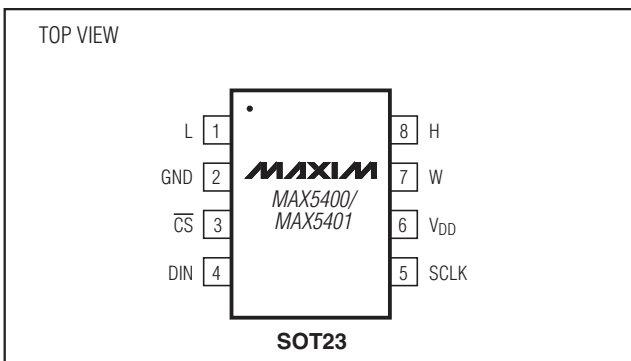 TOP VIEW
L 1
GND 2
CS 3
DIN 4
8 H
7 W
6 VDD
5 SCLK
MAXIM
MAX5400/
MAX5401
SOT23